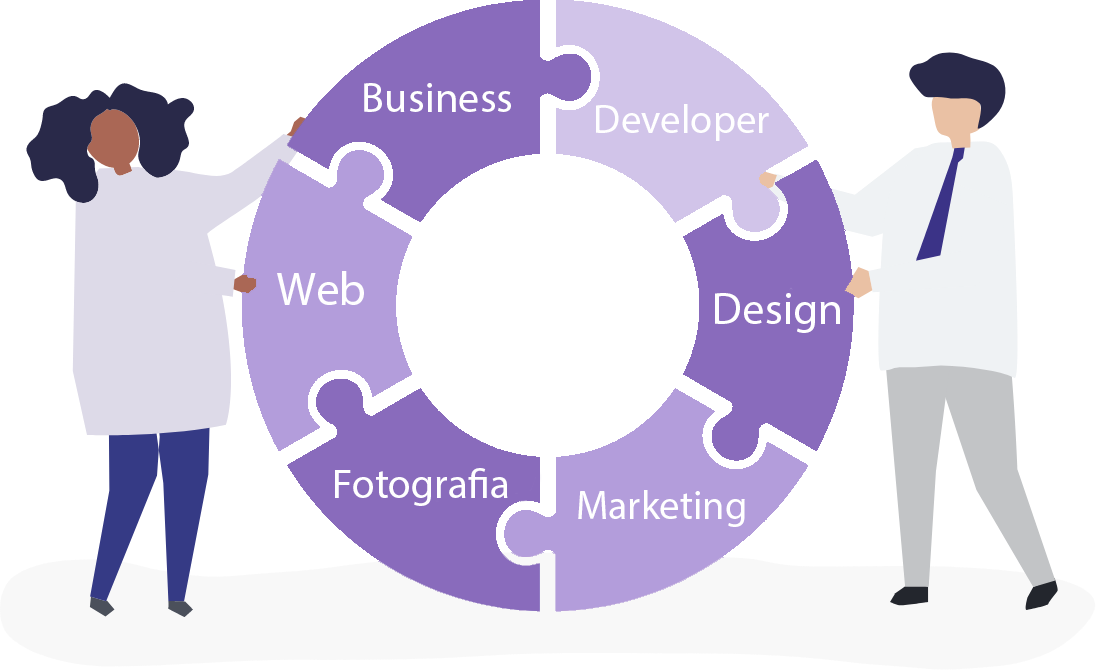 Business
Developer
Web
Design
Fotografia
Marketing